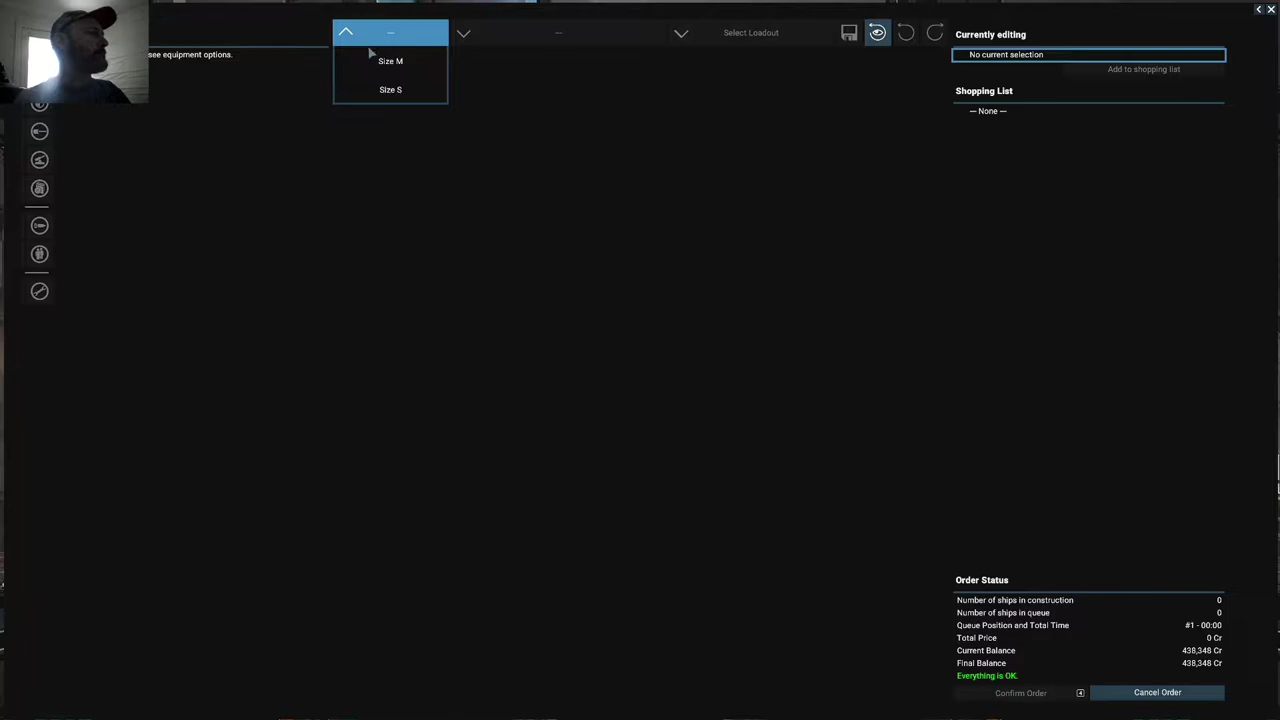 see equipment options.
—
Size M
Size S
—
Select Loadout
Currently editing
No current selection
Add to shopping list
Shopping List
— None —
Order Status
Number of ships in construction 0
Number of ships in queue 0
Queue Position and Total Time #1 - 00:00
Total Price 0 Cr
Current Balance 438,348 Cr
Final Balance 438,348 Cr
Everything is OK.
Confirm Order
Cancel Order